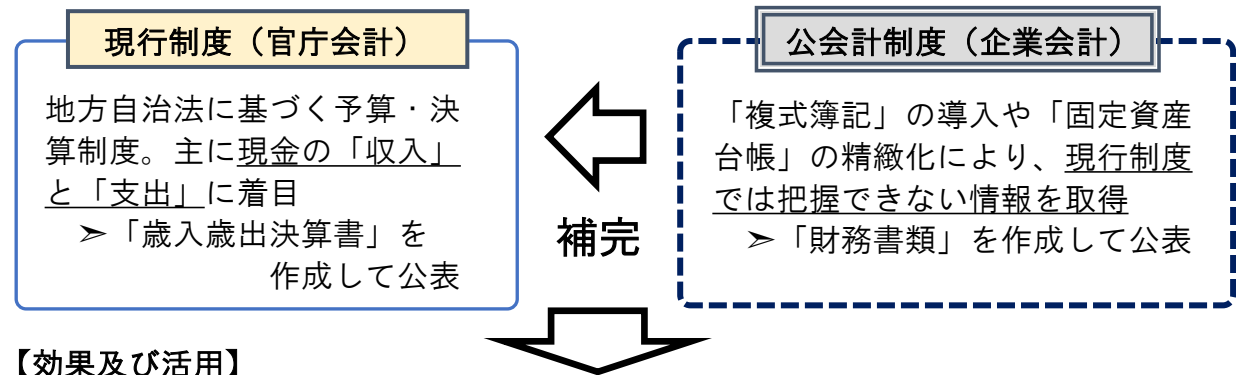 現行制度（官庁会計）
地方自治法に基づく予算・決
算制度。主に現金の「収入」
と「支出」に着目
➣「歳入歳出決算書」を
作成して公表
補完
公会計制度（企業会計）
「複式簿記」の導入や「固定資産
台帳」の精緻化により、現行制度
では把握できない情報を取得
➣「財務書類」を作成して公表
【効果及び活用】